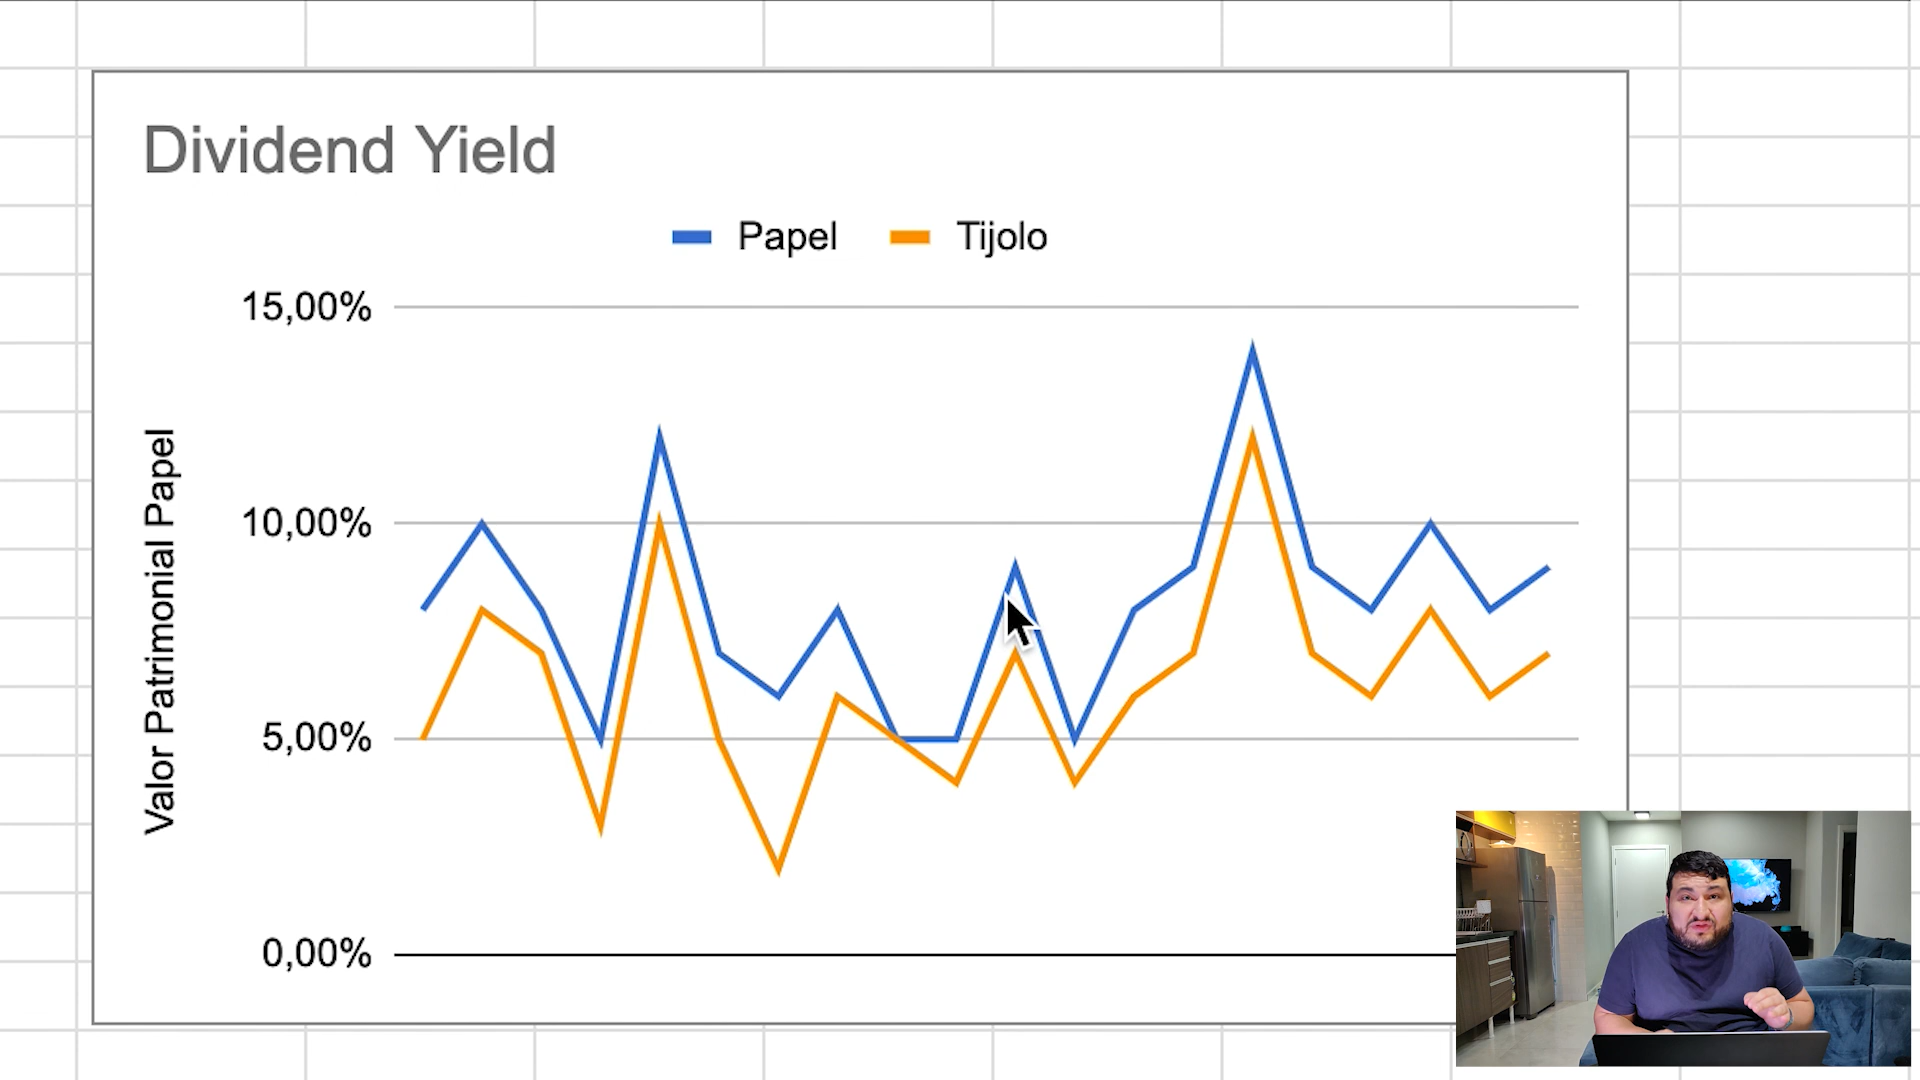 Dividend Yield
Papel Tijolo
15,00%
10,00%
5,00%
0,00%
Valor Patrimonial Papel